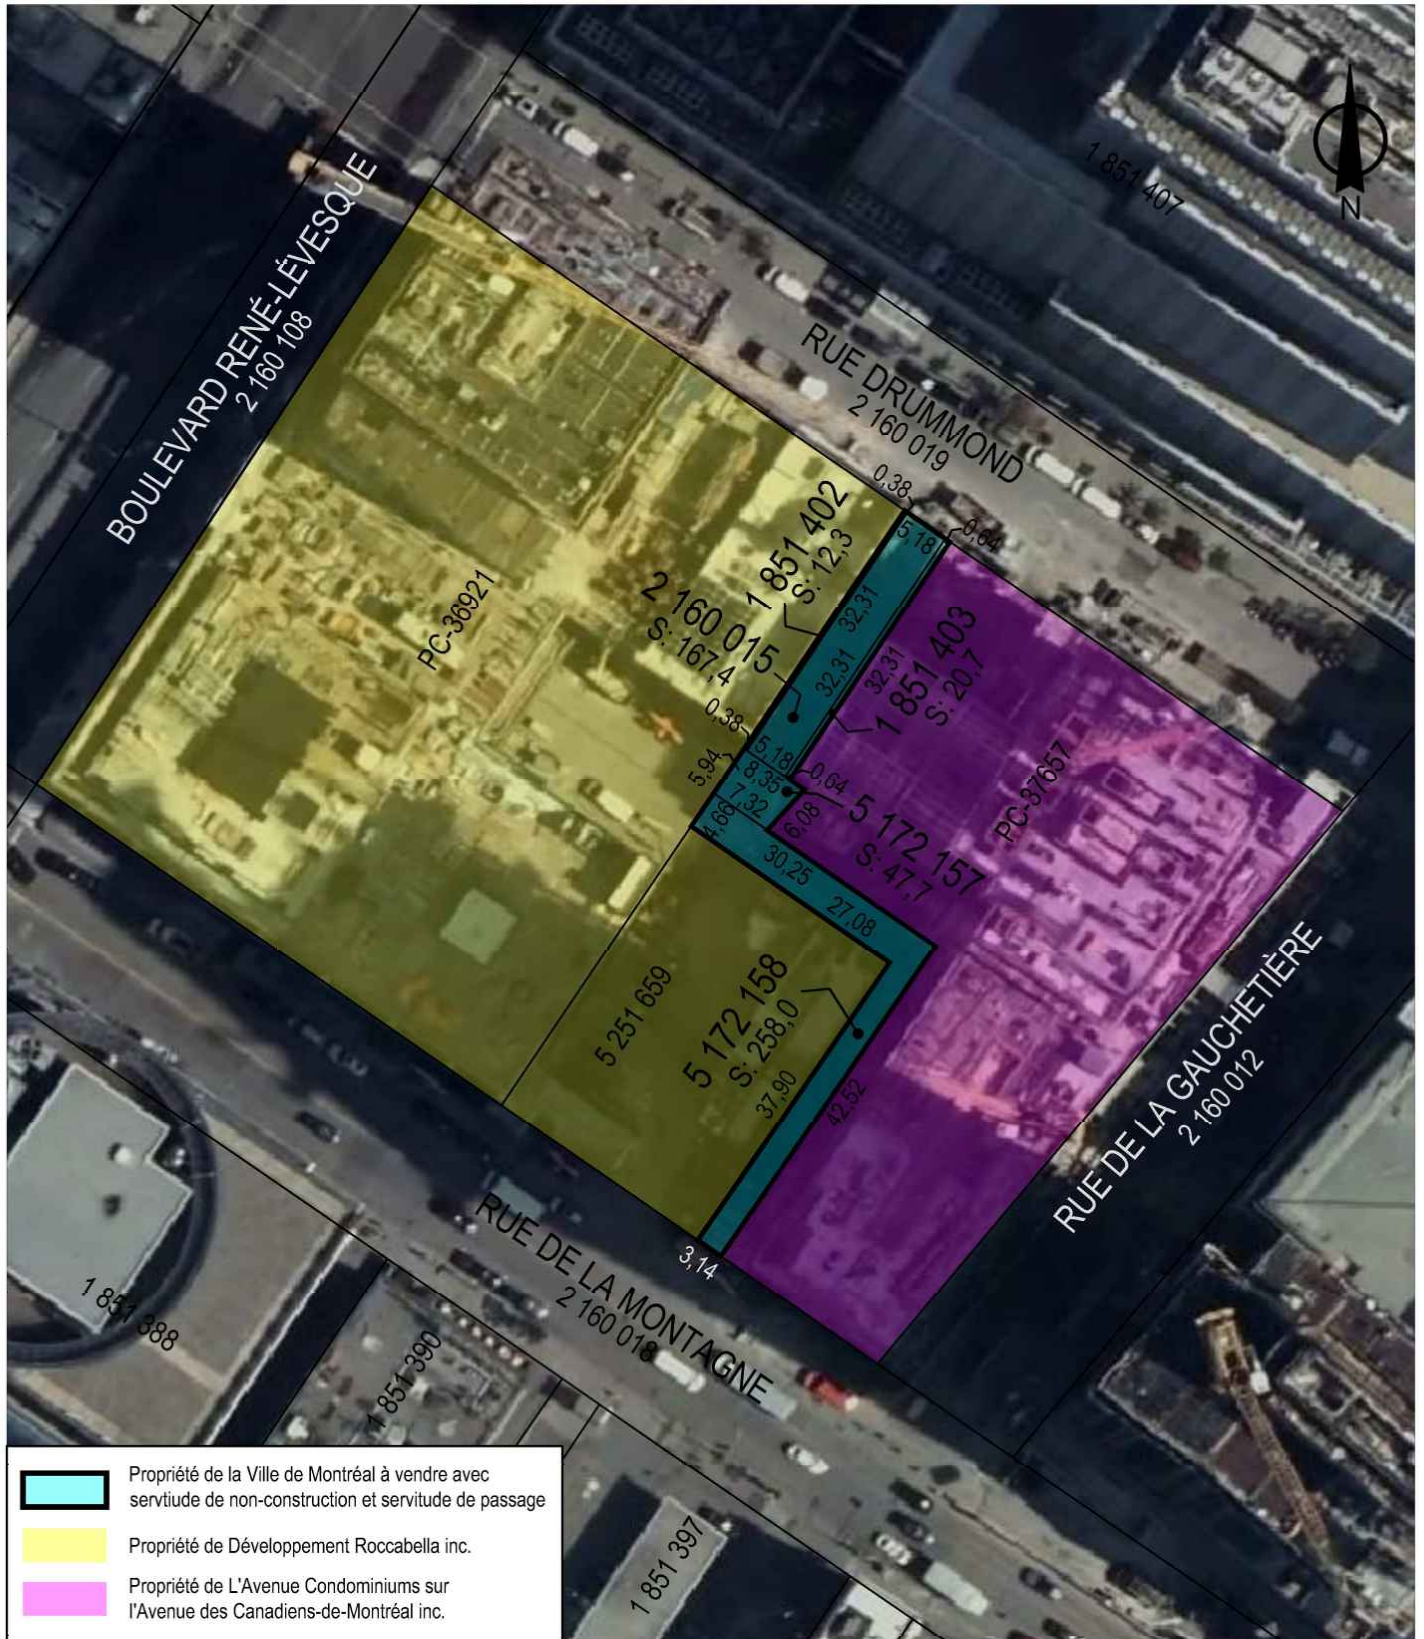 1 851 407
N
BOULEVARD RENÉ-LÉVESQUE
2 160 108
RUE DRUMMOND
2 160 019
0,38
5,18
0,64
1 851 402
S: 12,3
2 160 015
S: 167,4
32,31
32,31
32,31
1 851 403
S: 20,7
PC-36921
0,38
5,18
5,94
8,35
0,64
7,32
4,66
6,08
5 172 157
S: 47,7
PC-37657
30,25
27,08
5 251 659
5 172 158
S: 258,0
37,90
42,52
RUE DE LA GAUCHETIÈRE
2 160 012
3,14
RUE DE LA MONTAGNE
2 160 018
1 851 388
1 851 390
1 851 397
Propriété de la Ville de Montréal à vendre avec
servtiude de non-construction et servitude de passage
Propriété de Développement Roccabella inc.
Propriété de L'Avenue Condominiums sur
l'Avenue des Canadiens-de-Montréal inc.